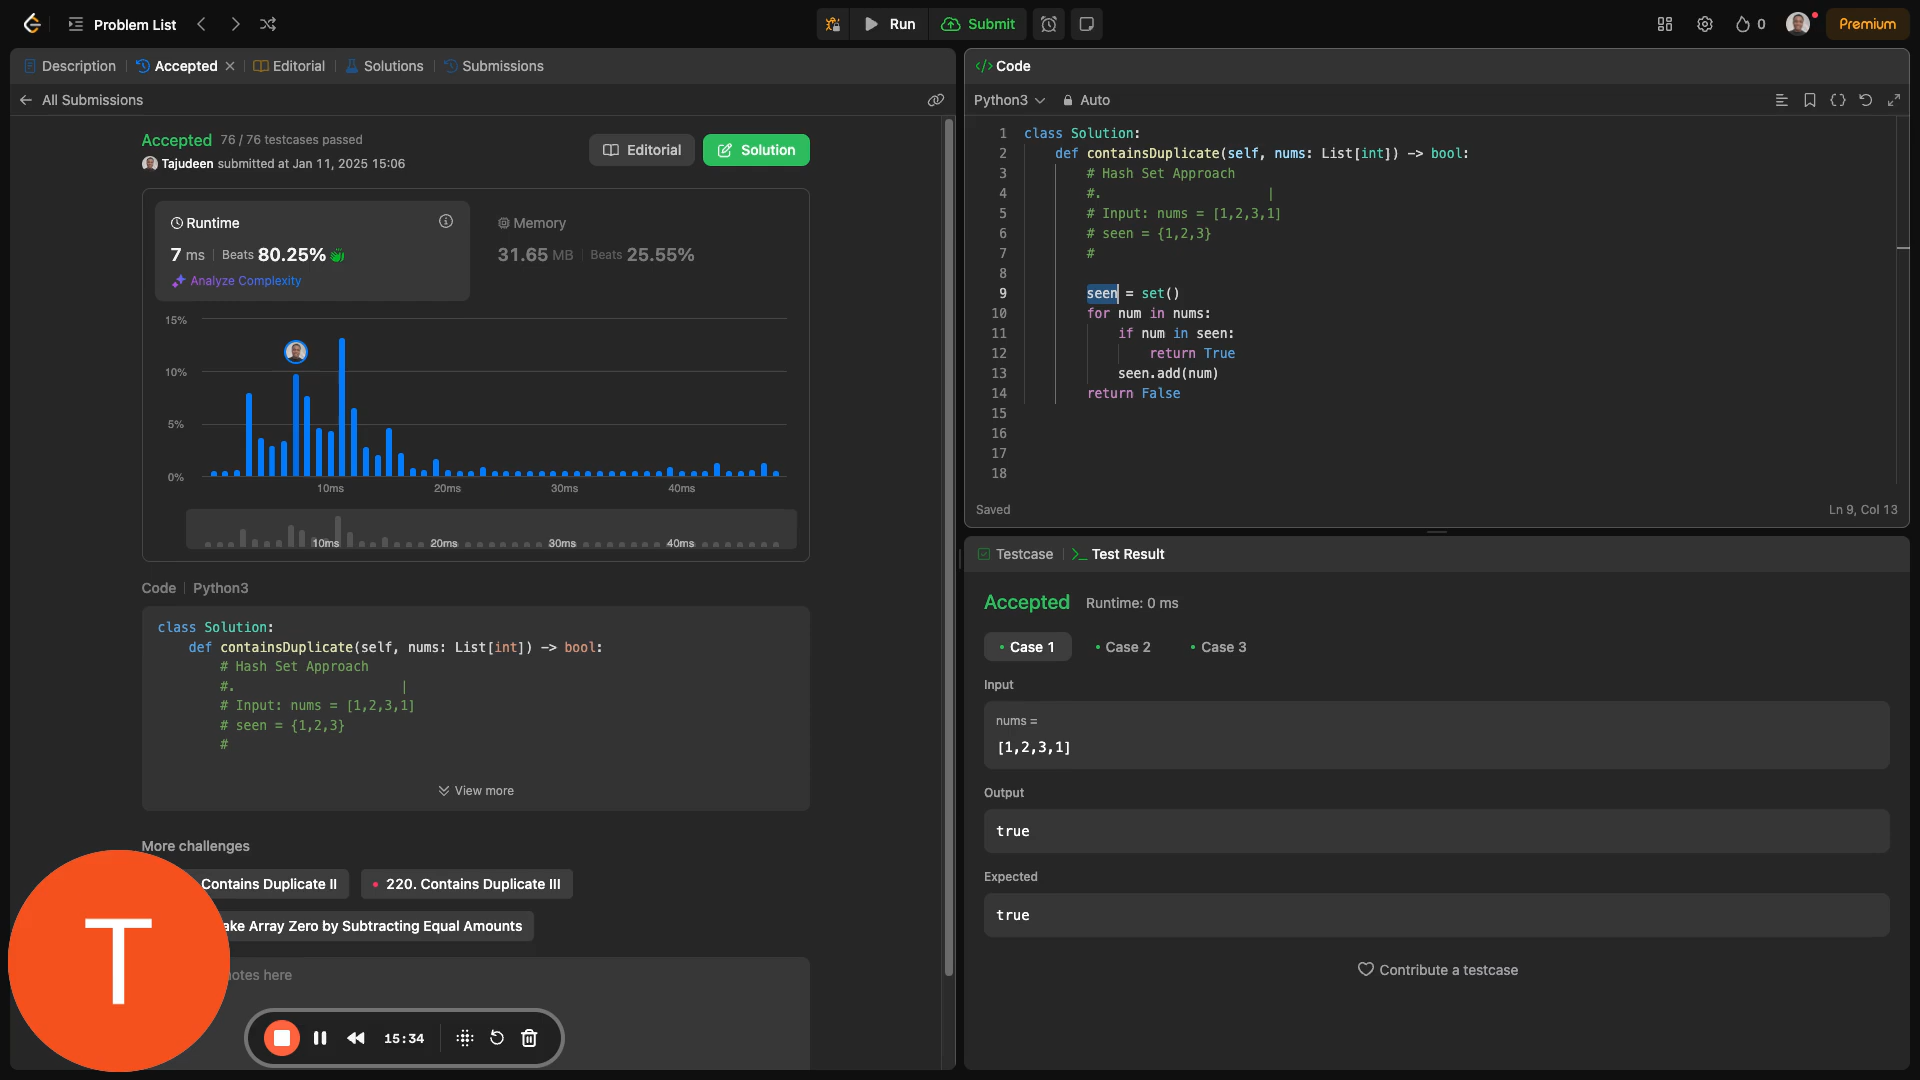 Problem List
Run
Submit
0
Premium
Description
Accepted
Editorial
Solutions
Submissions
All Submissions
Accepted 76 / 76 testcases passed
Tajudeen submitted at Jan 11, 2025 15:06
Editorial
Solution
Runtime
7 ms | Beats 80.25%
Analyze Complexity
Memory
31.65 MB | Beats 25.55%
15%
10%
5%
0%
10ms 20ms 30ms 40ms
10ms 20ms 30ms 40ms
Code | Python3
class Solution:
def containsDuplicate(self, nums: List[int]) -> bool:
# Hash Set Approach
#. |
# Input: nums = [1,2,3,1]
# seen = {1,2,3}
#
View more
More challenges
Contains Duplicate II
220. Contains Duplicate III
ake Array Zero by Subtracting Equal Amounts
notes here
T
15:34
</> Code
Python3
Auto
1 class Solution:
2 def containsDuplicate(self, nums: List[int]) -> bool:
3 # Hash Set Approach
4 #. |
5 # Input: nums = [1,2,3,1]
6 # seen = {1,2,3}
7 #
8
9 seen = set()
10 for num in nums:
11 if num in seen:
12 return True
13 seen.add(num)
14 return False
15
16
17
18
Saved
Ln 9, Col 13
Testcase
>_ Test Result
Accepted Runtime: 0 ms
Case 1
Case 2
Case 3
Input
nums =
[1,2,3,1]
Output
true
Expected
true
Contribute a testcase